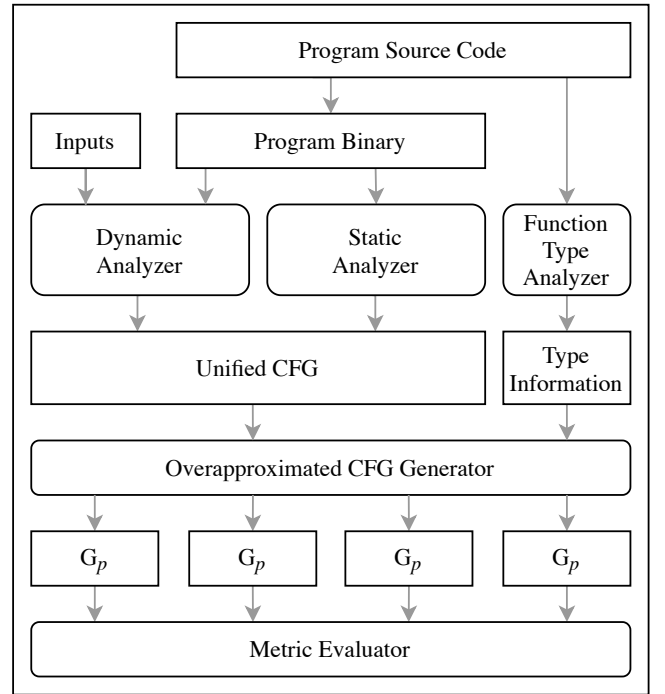 Program Source Code
Inputs
Program Binary
Dynamic
Analyzer
Static
Analyzer
Function
Type
Analyzer
Unified CFG
Type
Information
Overapproximated CFG Generator
Gp
Gp
Gp
Gp
Metric Evaluator